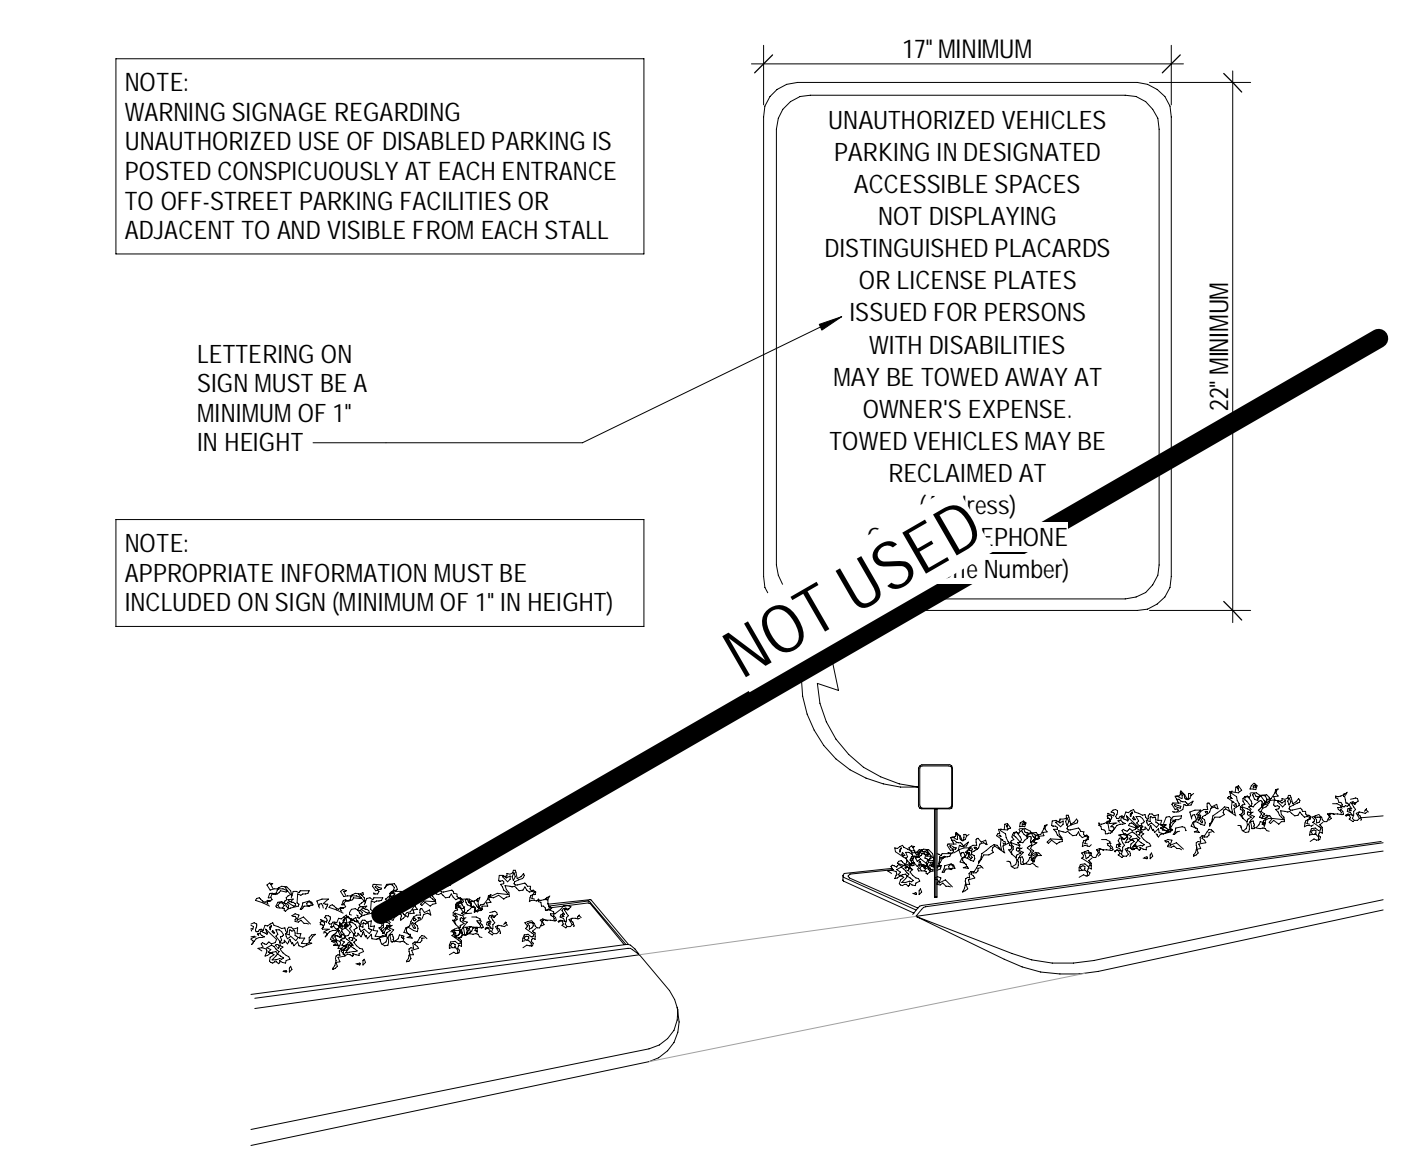 NOTE:
WARNING SIGNAGE REGARDING
UNAUTHORIZED USE OF DISABLED PARKING IS
POSTED CONSPICUOUSLY AT EACH ENTRANCE
TO OFF-STREET PARKING FACILITIES OR
ADJACENT TO AND VISIBLE FROM EACH STALL
17" MINIMUM
UNAUTHORIZED VEHICLES
PARKING IN DESIGNATED
ACCESSIBLE SPACES
NOT DISPLAYING
DISTINGUISHED PLACARDS
OR LICENSE PLATES
ISSUED FOR PERSONS
WITH DISABILITIES
MAY BE TOWED AWAY AT
OWNER'S EXPENSE.
TOWED VEHICLES MAY BE
RECLAIMED AT
Number)
22" MINIMUM
LETTERING ON
SIGN MUST BE A
MINIMUM OF 1"
IN HEIGHT
NOTE:
APPROPRIATE INFORMATION MUST BE
INCLUDED ON SIGN (MINIMUM OF 1" IN HEIGHT)
NOT USED